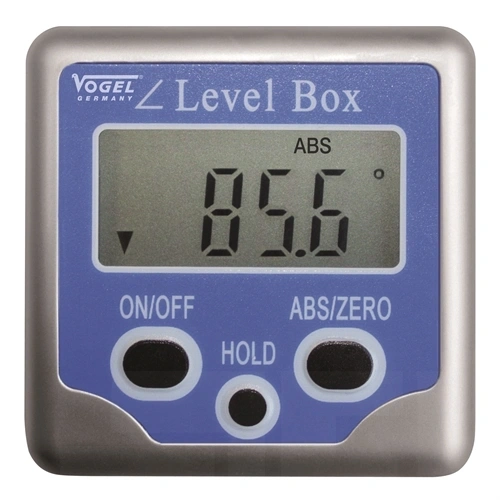 VOGEL
GERMANY
∠ Level Box
ABS
85.6°
ON/OFF
ABS/ZERO
HOLD